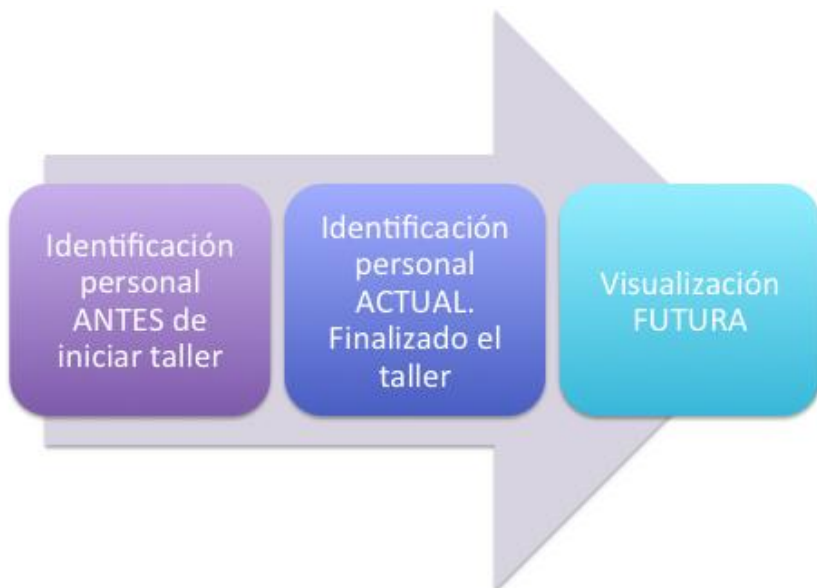 Identificación
personal
ANTES de
iniciar taller
Identificación
personal
ACTUAL.
Finalizado el
taller
Visualización
FUTURA